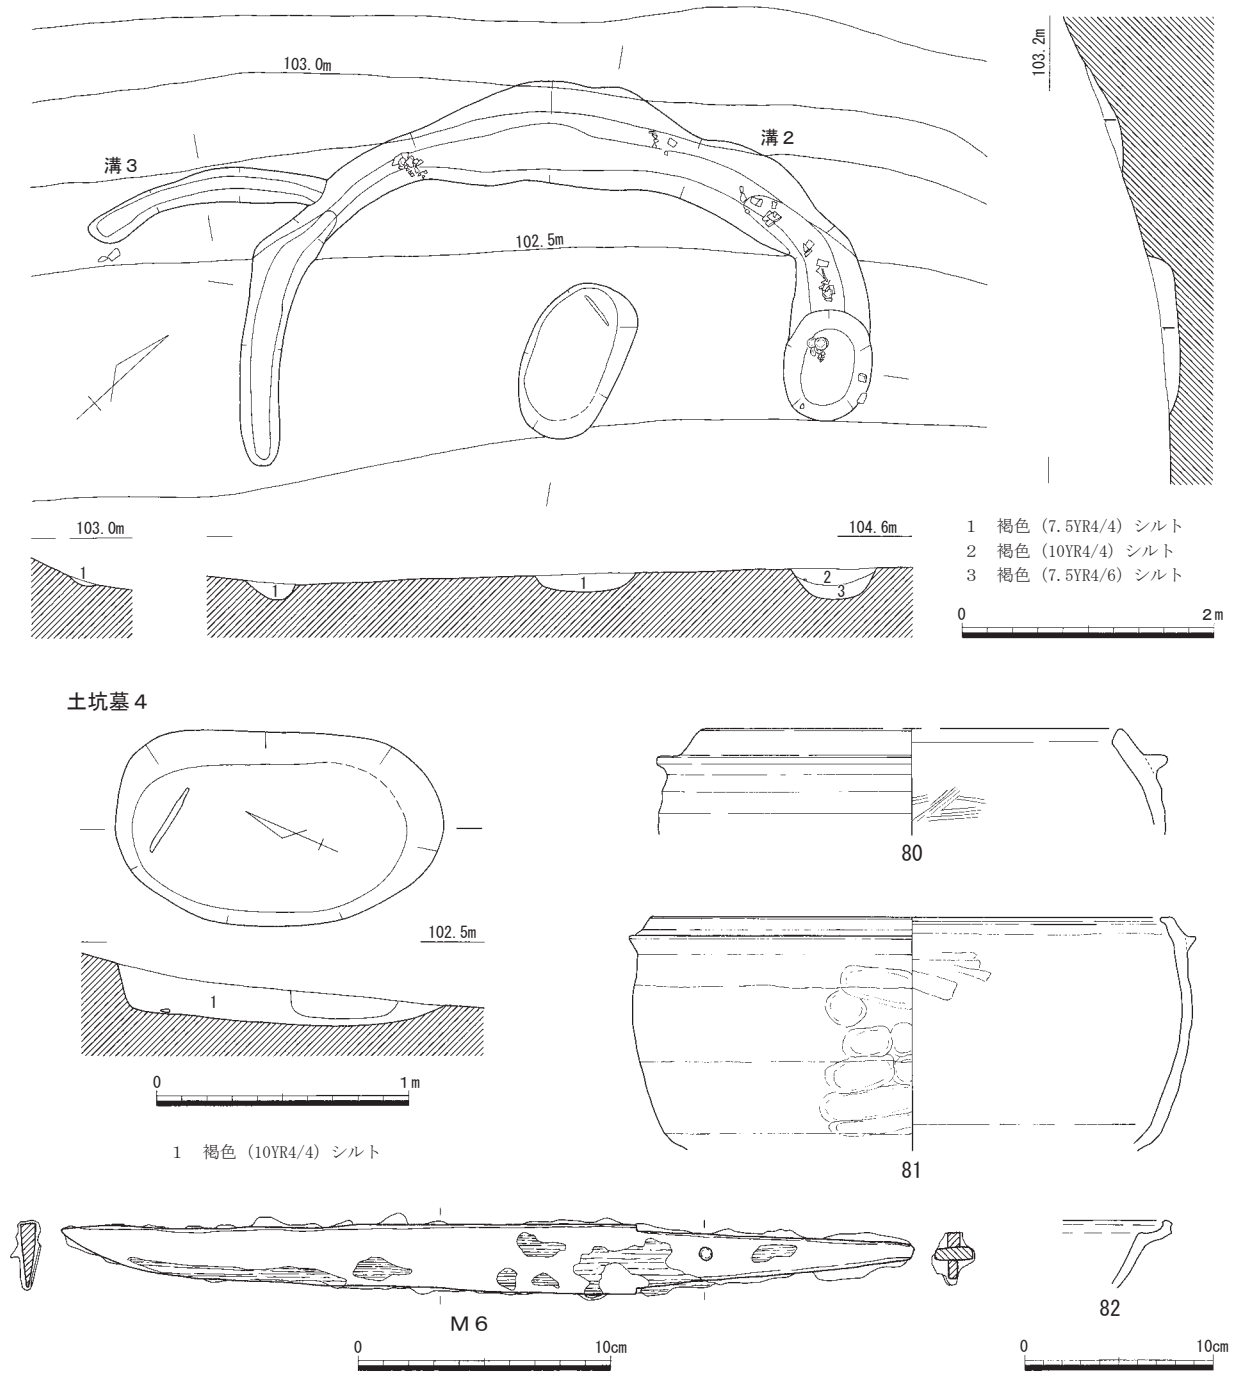 103.0m
103.2m
溝2
溝3
102.5m
103.0m
104.6m
1
1
1
1
1
2
3
1 褐色 (7.5YR4/4) シルト
2 褐色 (10YR4/4) シルト
3 褐色 (7.5YR4/6) シルト
0 2m
土坑墓4
102.5m
1
0 1m
1 褐色 (10YR4/4) シルト
80
81
M6
0 10cm
82
0 10cm